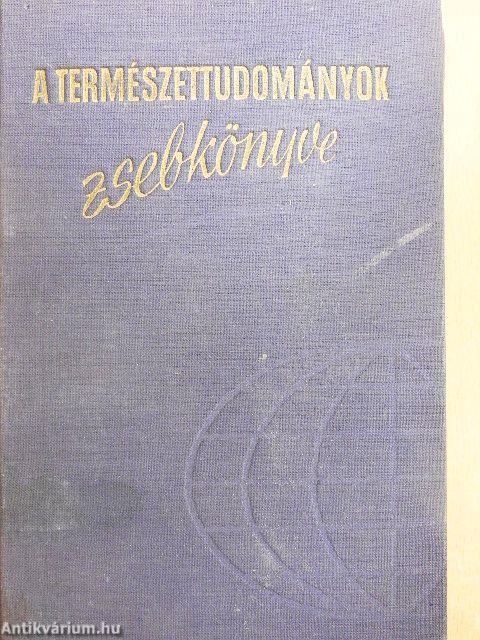 A TERMÉSZETTUDOMÁNYOK
zsebkönyve
Antikvárium.hu